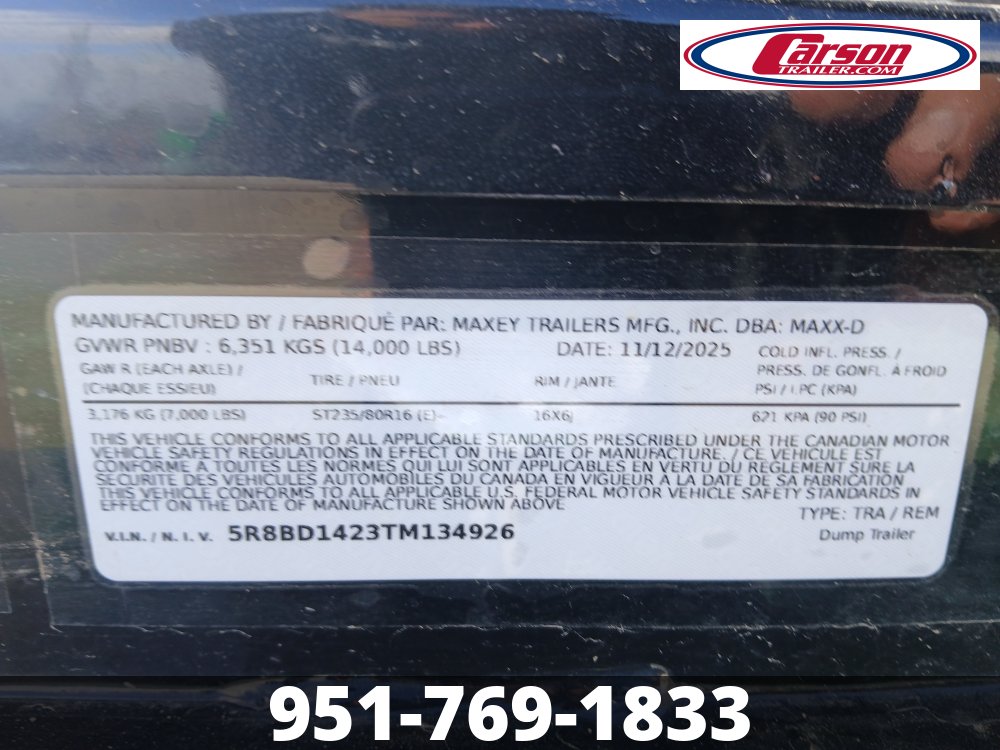 Carson
TRAILER.COM
MANUFACTURED BY / FABRIQUÉ PAR: MAXEY TRAILERS MFG., INC. DBA: MAXX-D
GVWR PNBV : 6,351 KGS (14,000 LBS) DATE: 11/12/2025 COLD INFL. PRESS. /
GAWR (EACH AXLE) / TIRE / PNEU RIM / JANTE PRESS. DE GONFL. À FROID
(CHAQUE ESSIEU) PSI / LPC (KPA)
3,176 KG (7,000 LBS) ST235/80R16 (E)- 16X6J 621 KPA (90 PSI)
THIS VEHICLE CONFORMS TO ALL APPLICABLE STANDARDS PRESCRIBED UNDER THE CANADIAN MOTOR
VEHICLE SAFETY REGULATIONS IN EFFECT ON THE DATE OF MANUFACTURE. / CE VEHICULE EST
CONFORME A TOUTES LES NORMES QUI LUI SONT APPLICABLES EN VERTU DU REGLEMENT SURE LA
SECURITE DES VEHICULES AUTOMOBILES DU CANADA EN VIGUEUR A LA DATE DE SA FABRICATION
THIS VEHICLE CONFORMS TO ALL APPLICABLE U.S. FEDERAL MOTOR VEHICLE SAFETY STANDARDS IN
EFFECT ON THE DATE OF MANUFACTURE SHOWN ABOVE
TYPE: TRA / REM
V.I.N. / N. I. V. 5R8BD1423TM134926 Dump Trailer
951-769-1833